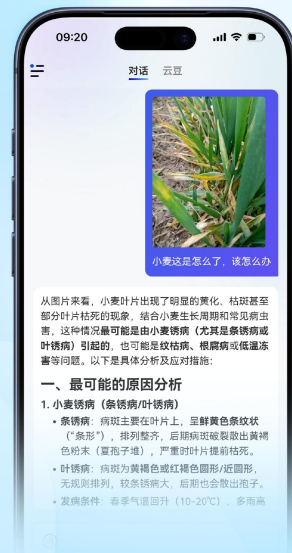 09:20
对话 云豆
小麦这是怎么了，该怎么办
从图片来看，小麦叶片出现了明显的黄化、枯斑甚至
部分叶片枯死的现象，结合小麦生长周期和常见病虫
害，这种情况最可能是由小麦锈病（尤其是条锈病或
叶锈病）引起的，也可能是纹枯病、根腐病或低温冻
害等问题。以下是具体分析及应对措施：
一、最可能的原因分析
1. 小麦锈病（条锈病/叶锈病）
• 条锈病：病斑主要在叶片上，呈鲜黄色条纹状
（“条形”），排列整齐，后期病斑破裂散出黄褐
色粉末（夏孢子堆），严重时叶片提前枯死。
• 叶锈病：病斑为黄褐色或红褐色圆形/近圆形，
无规则排列，较条锈病大，后期也会散出孢子。
• 发病条件：春季气温回升（10-20℃）、多雨高